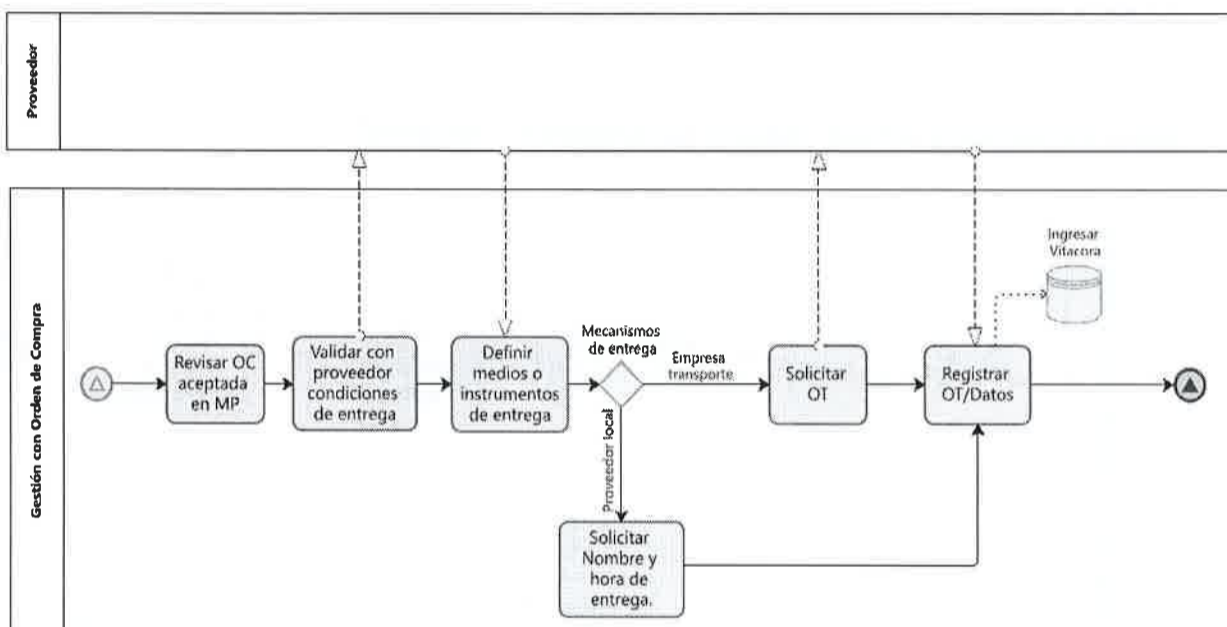 Proveedor
Gestión con Orden de Compra
Revisar OC
aceptada
en MP
Validar con
proveedor
condiciones
de entrega
Definir
medios o
instrumentos
de entrega
Mecanismos
de entrega
Empresa
transporte
Proveedor local
Solicitar
Nombre y
hora de
entrega.
Solicitar
OT
Registrar
OT/Datos
Ingresar
Vitacora